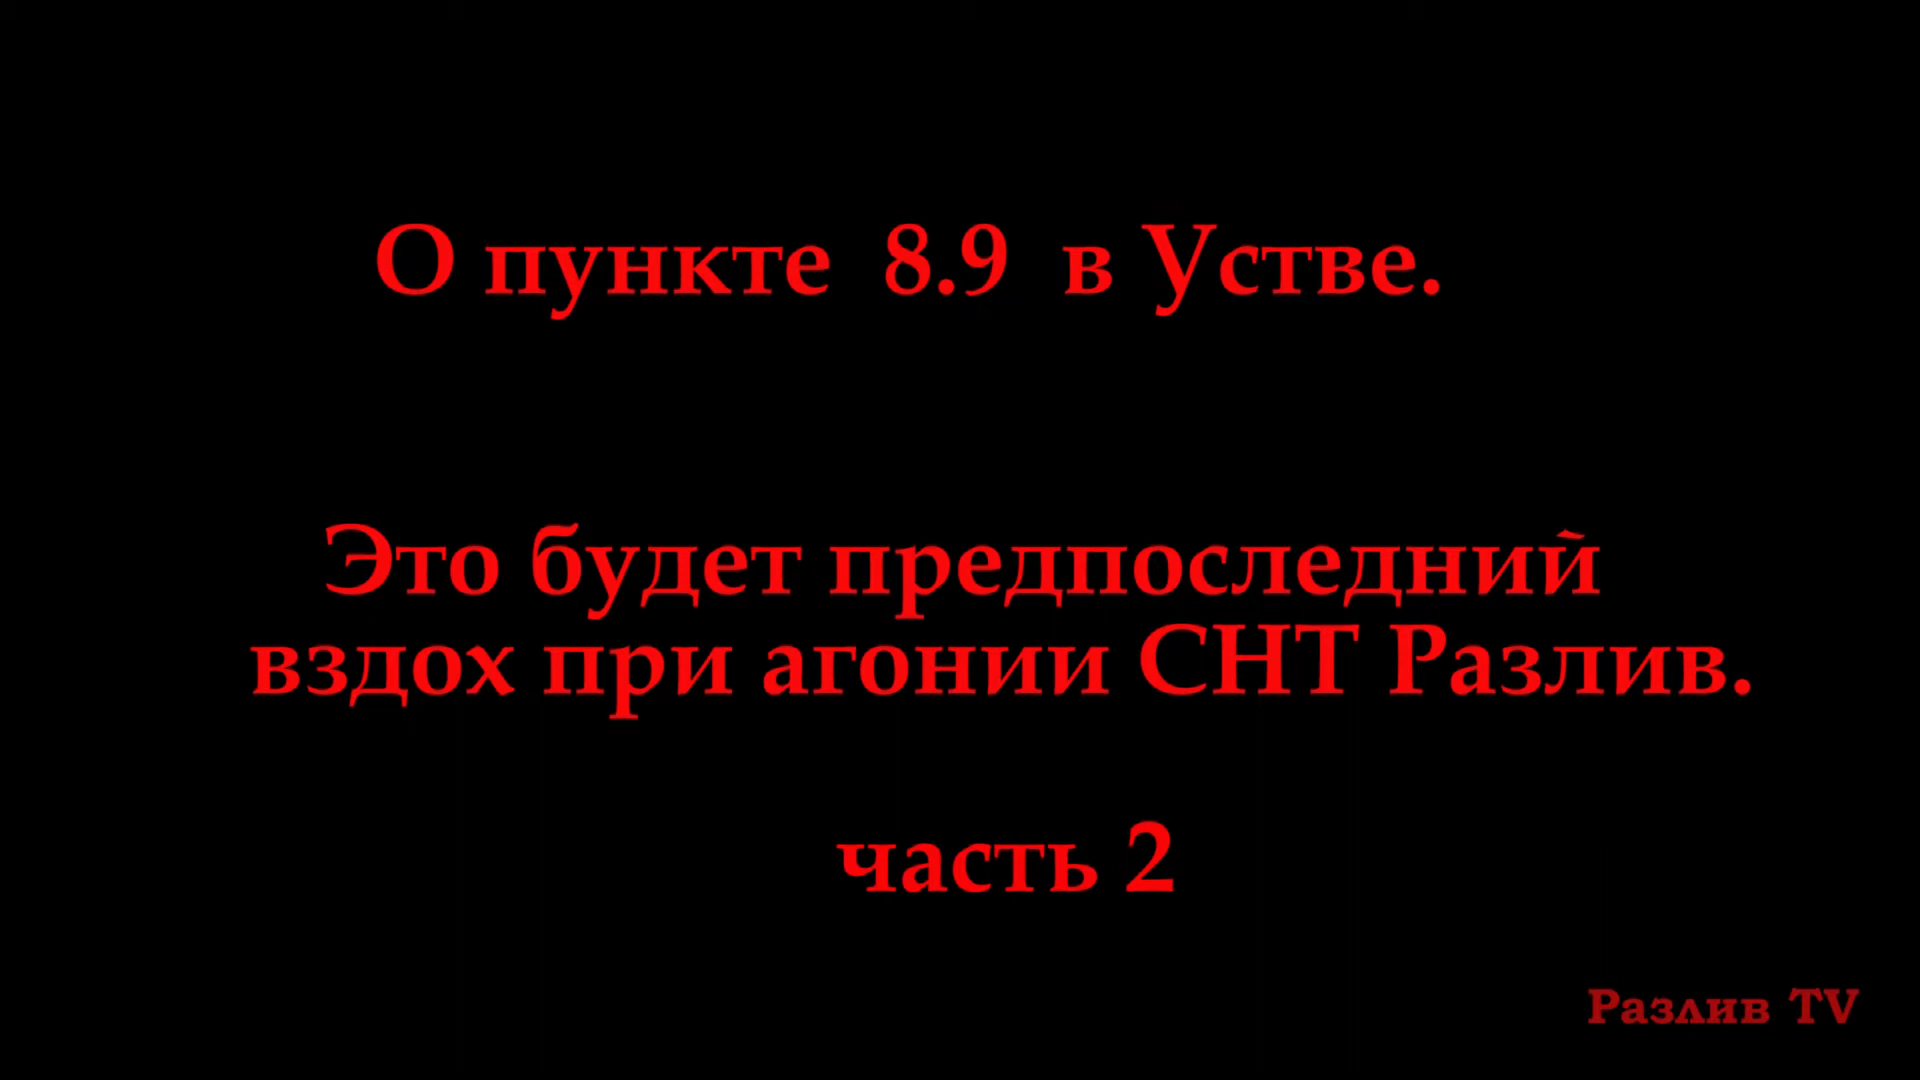 О пункте 8.9 в Устве.
Это будет предпоследний
вздох при агонии СНТ Разлив.
часть 2
Разлив TV